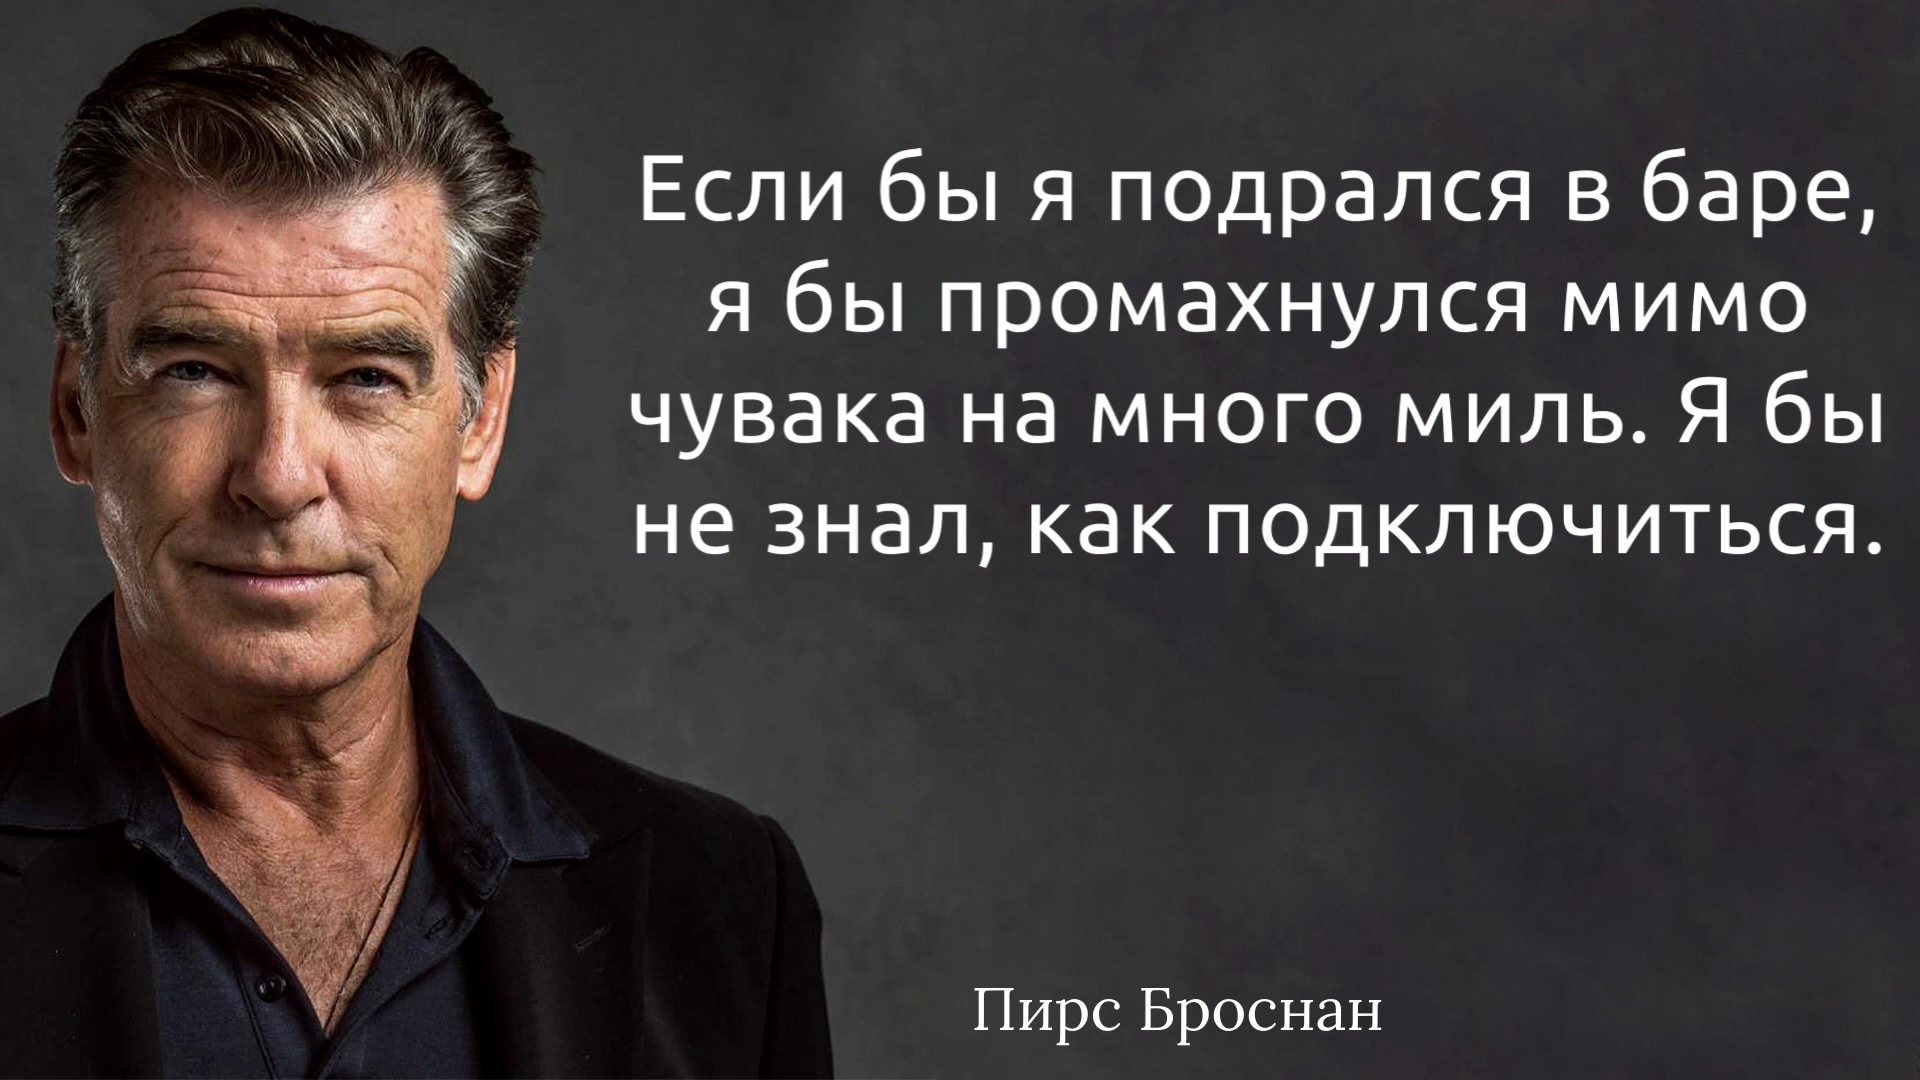 Если бы я подрался в баре,
я бы промахнулся мимо
чувака на много миль. Я бы
не знал, как подключиться.
Пирс Броснан